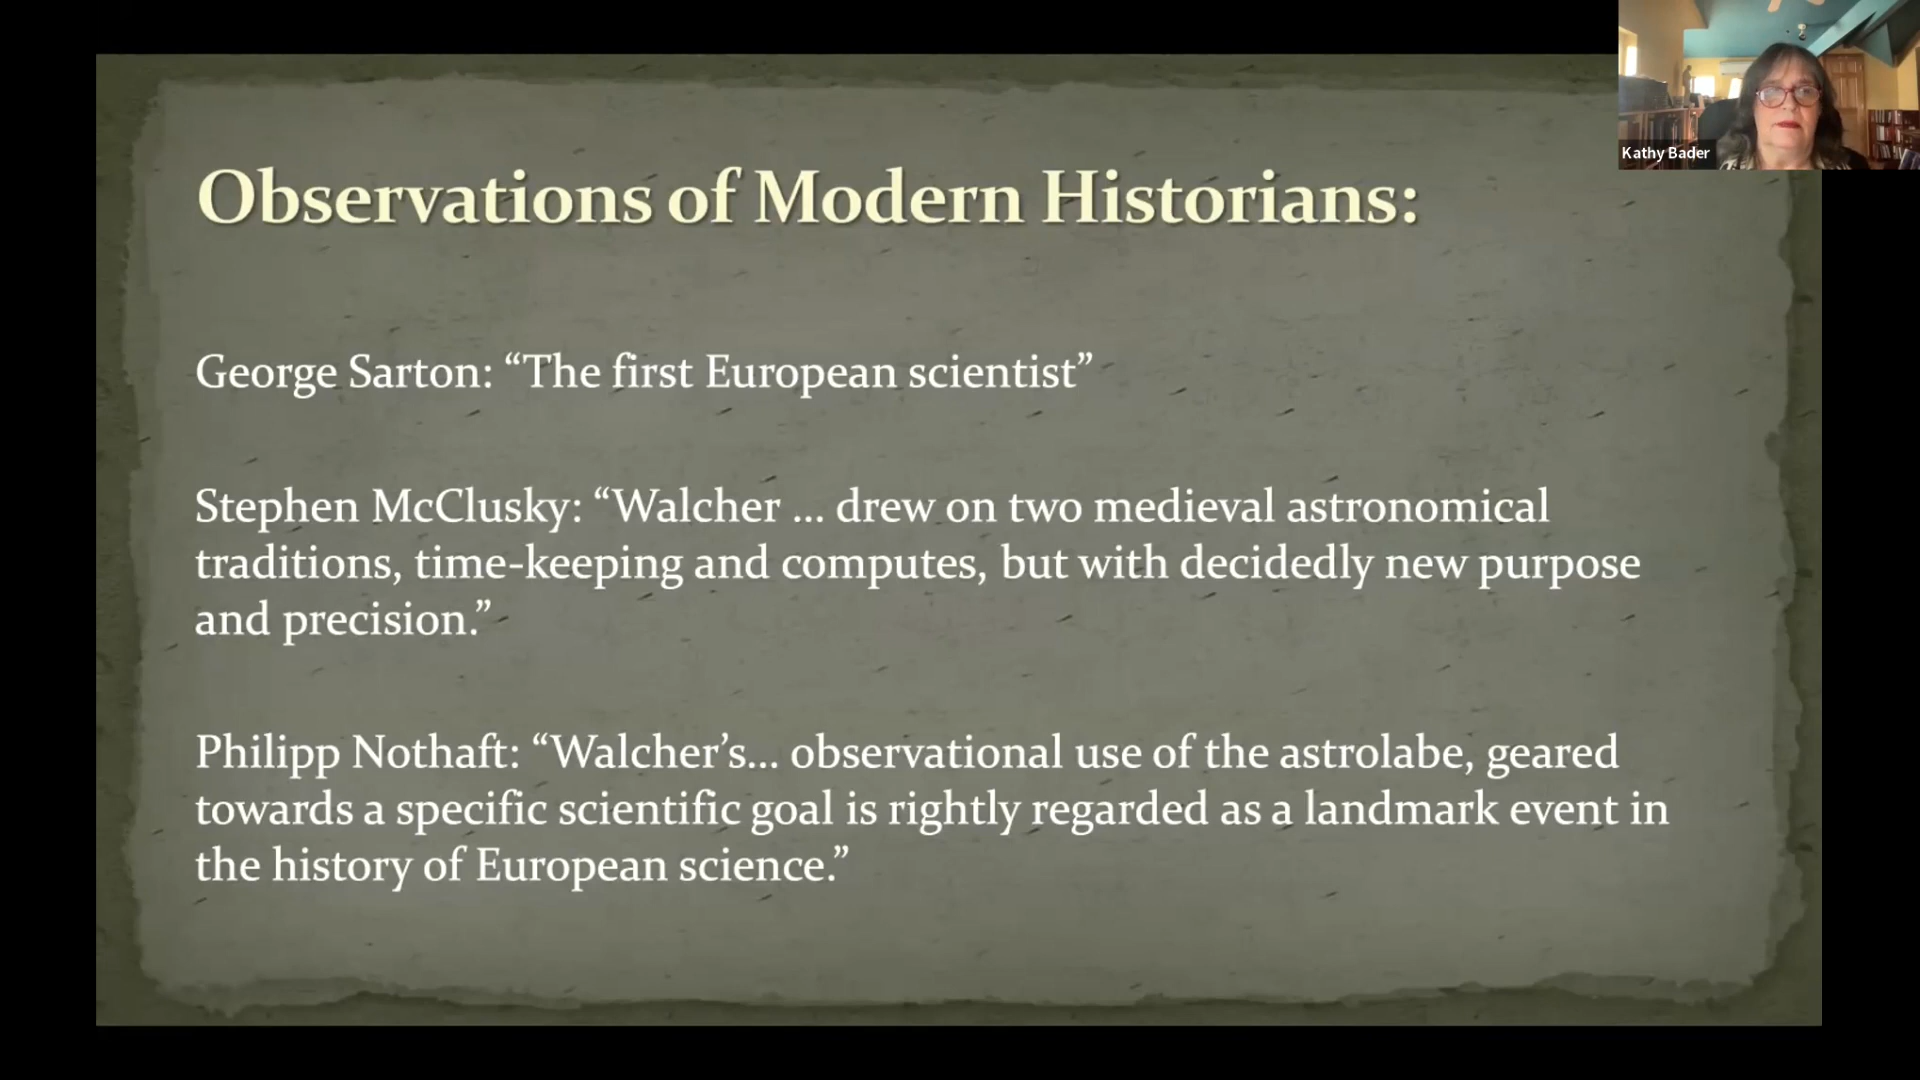 Kathy Bader
Observations of Modern Historians:
George Sarton: “The first European scientist”
Stephen McClusky: “Walcher ... drew on two medieval astronomical
traditions, time-keeping and computes, but with decidedly new purpose
and precision.”
Philipp Nothaft: “Walcher’s... observational use of the astrolabe, geared
towards a specific scientific goal is rightly regarded as a landmark event in
the history of European science.”